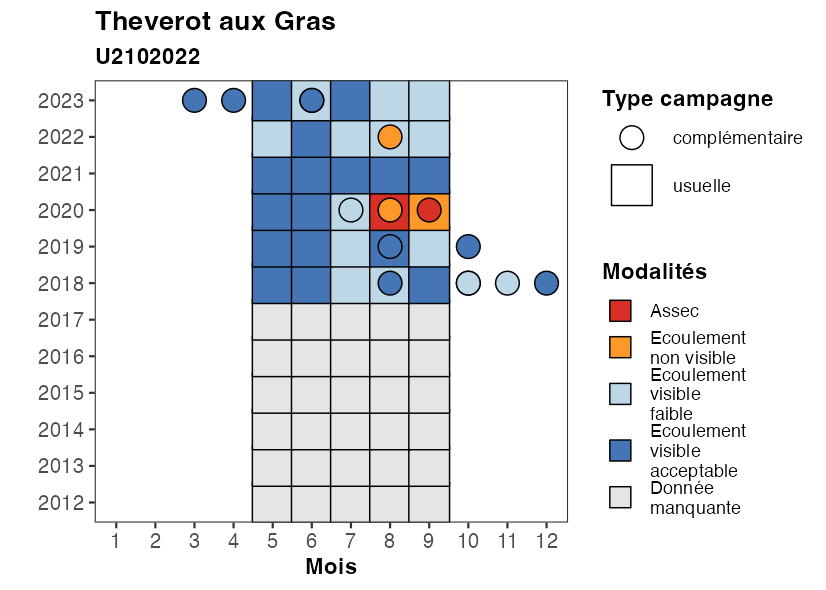 Theverot aux Gras
U2102022
2023
2022
2021
2020
2019
2018
2017
2016
2015
2014
2013
2012
1 2 3 4 5 6 7 8 9 10 11 12
Mois
Type campagne
complémentaire
usuelle
Modalités
Assec
Ecoulement
non visible
Ecoulement
visible
faible
Ecoulement
visible
acceptable
Donnée
manquante